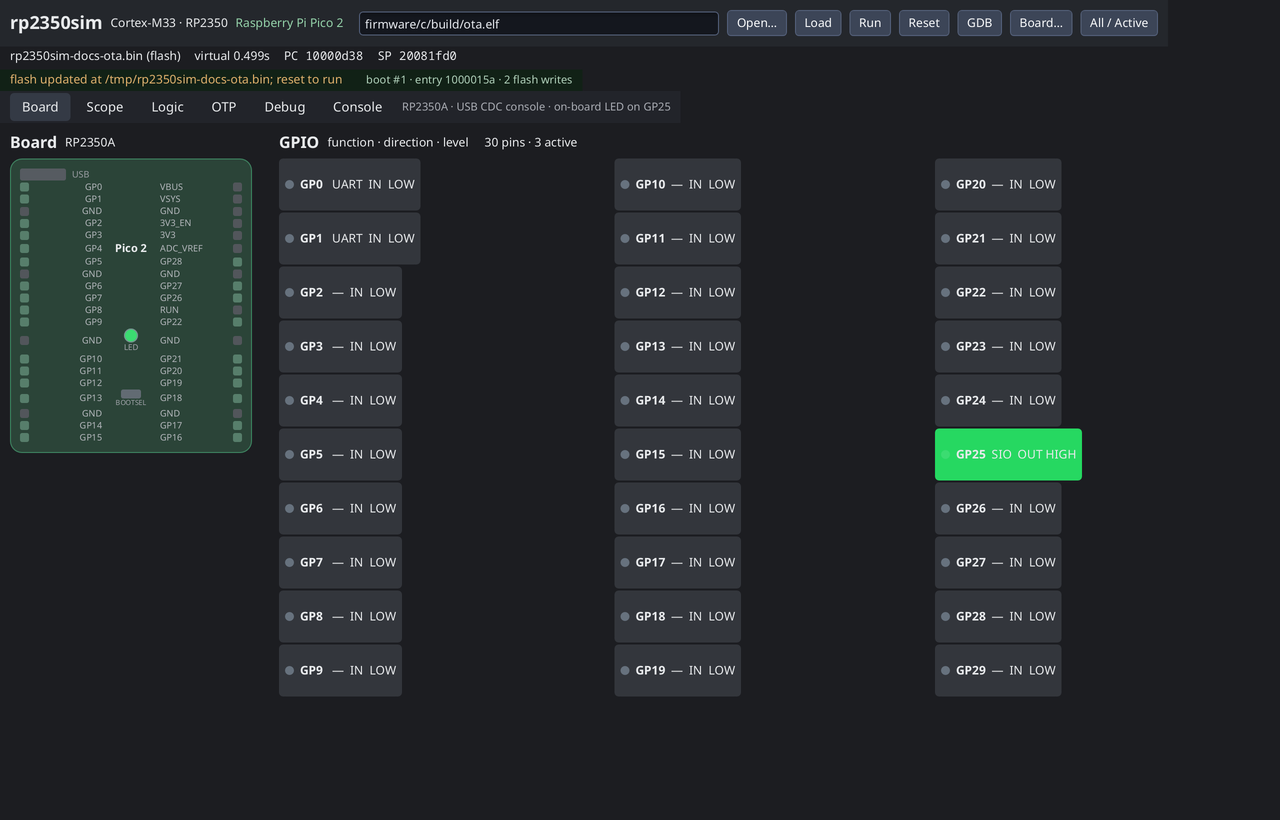 rp2350sim Cortex-M33 · RP2350 Raspberry Pi Pico 2 firmware/c/build/ota.elf Open... Load Run Reset GDB Board... All / Active
rp2350sim-docs-ota.bin (flash) virtual 0.499s PC 10000d38 SP 20081fd0
flash updated at /tmp/rp2350sim-docs-ota.bin; reset to run boot #1 · entry 1000015a · 2 flash writes
Board Scope Logic OTP Debug Console RP2350A · USB CDC console · on-board LED on GP25
Board RP2350A
USB
GP0 VBUS
GP1 VSYS
GND GND
GP2 3V3_EN
GP3 3V3
GP4 Pico 2 ADC_VREF
GP5 GP28
GND GND
GP6 GP27
GP7 GP26
GP8 RUN
GP9 GP22
GND LED GND
GP10 GP21
GP11 GP20
GP12 GP19
GP13 BOOTSEL GP18
GND GND
GP14 GP17
GP15 GP16
GPIO function · direction · level 30 pins · 3 active
GP0 UART IN LOW
GP1 UART IN LOW
GP2 — IN LOW
GP3 — IN LOW
GP4 — IN LOW
GP5 — IN LOW
GP6 — IN LOW
GP7 — IN LOW
GP8 — IN LOW
GP9 — IN LOW
GP10 — IN LOW
GP11 — IN LOW
GP12 — IN LOW
GP13 — IN LOW
GP14 — IN LOW
GP15 — IN LOW
GP16 — IN LOW
GP17 — IN LOW
GP18 — IN LOW
GP19 — IN LOW
GP20 — IN LOW
GP21 — IN LOW
GP22 — IN LOW
GP23 — IN LOW
GP24 — IN LOW
GP25 SIO OUT HIGH
GP26 — IN LOW
GP27 — IN LOW
GP28 — IN LOW
GP29 — IN LOW